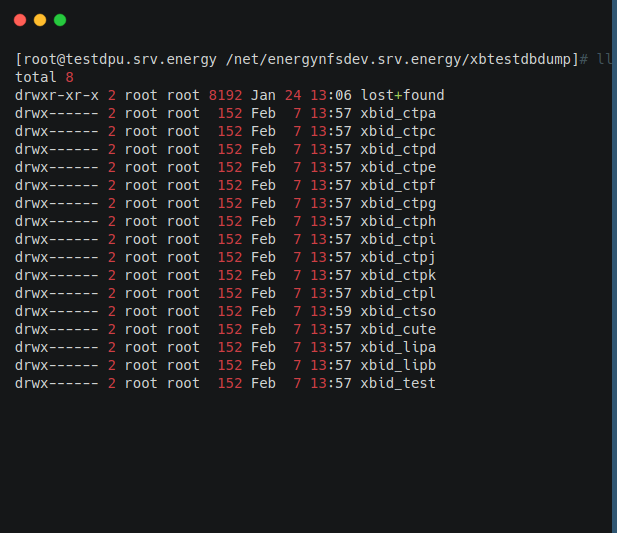 [root@testdpu.srv.energy /net/energynfsdev.srv.energy/xbtestdbdump]# ll
total 8
drwxr-xr-x 2 root root 8192 Jan 24 13:06 lost+found
drwx------ 2 root root  152 Feb  7 13:57 xbid_ctpa
drwx------ 2 root root  152 Feb  7 13:57 xbid_ctpc
drwx------ 2 root root  152 Feb  7 13:57 xbid_ctpd
drwx------ 2 root root  152 Feb  7 13:57 xbid_ctpe
drwx------ 2 root root  152 Feb  7 13:57 xbid_ctpf
drwx------ 2 root root  152 Feb  7 13:57 xbid_ctpg
drwx------ 2 root root  152 Feb  7 13:57 xbid_ctph
drwx------ 2 root root  152 Feb  7 13:57 xbid_ctpi
drwx------ 2 root root  152 Feb  7 13:57 xbid_ctpj
drwx------ 2 root root  152 Feb  7 13:57 xbid_ctpk
drwx------ 2 root root  152 Feb  7 13:57 xbid_ctpl
drwx------ 2 root root  152 Feb  7 13:59 xbid_ctso
drwx------ 2 root root  152 Feb  7 13:57 xbid_cute
drwx------ 2 root root  152 Feb  7 13:57 xbid_lipa
drwx------ 2 root root  152 Feb  7 13:57 xbid_lipb
drwx------ 2 root root  152 Feb  7 13:57 xbid_test